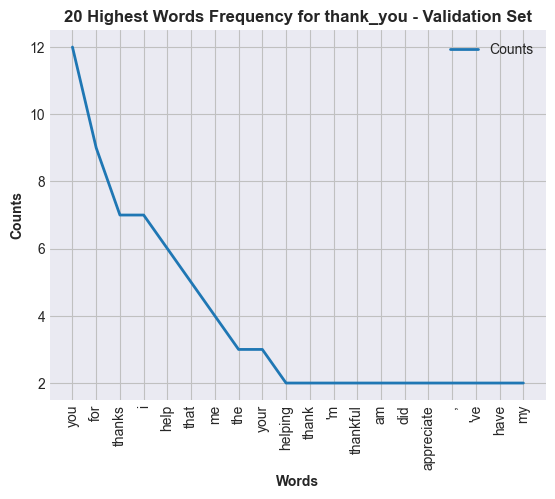 20 Highest Words Frequency for thank_you - Validation Set
Counts
12
10
8
6
4
2
Counts
you
for
thanks
i
help
that
me
the
your
helping
thank
'm
thankful
am
did
appreciate
,
've
have
my
Words